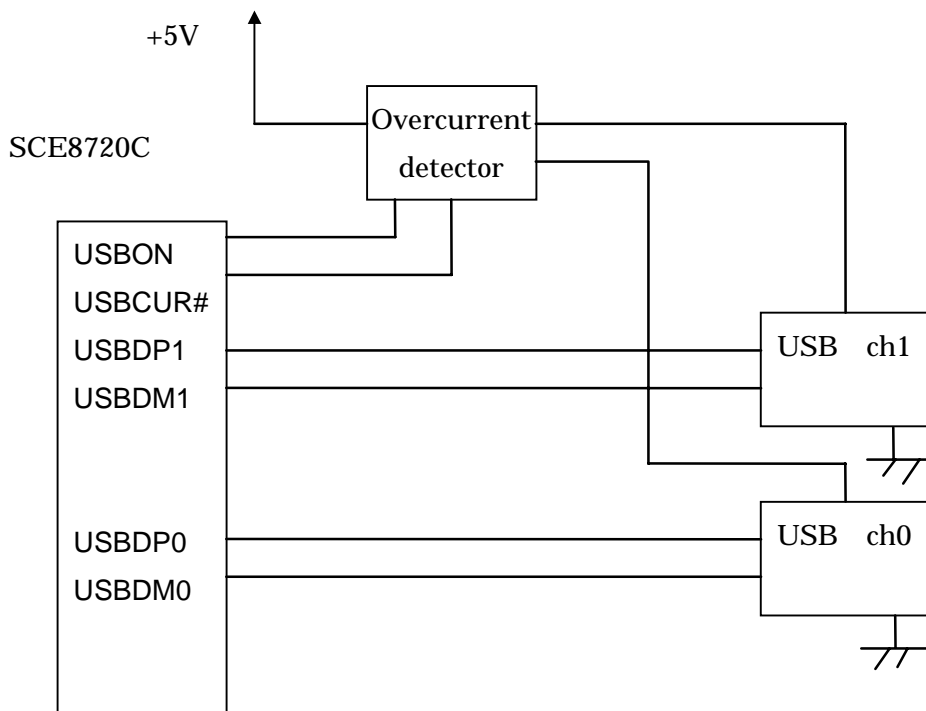 +5V
Overcurrent
detector
SCE8720C
USBON
USBCUR#
USBDP1
USBDM1
USB ch1
USBDP0
USBDM0
USB ch0